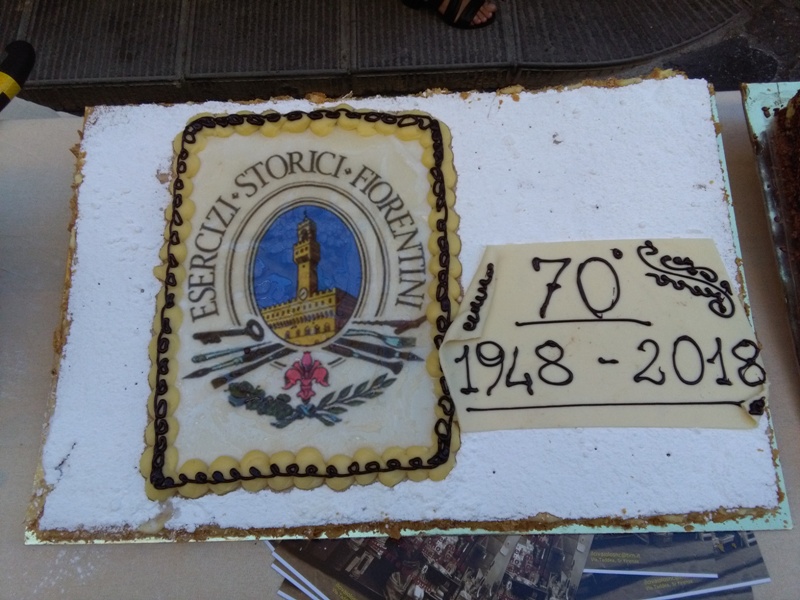 ESERCIZI • STORICI • FIORENTINI
70°
1948 - 2018